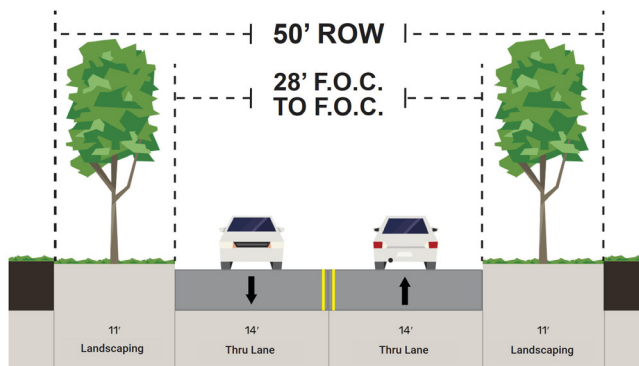 50’ ROW
28’ F.O.C.
TO F.O.C.
11′ 14′ 14′ 11′
Landscaping Thru Lane Thru Lane Landscaping